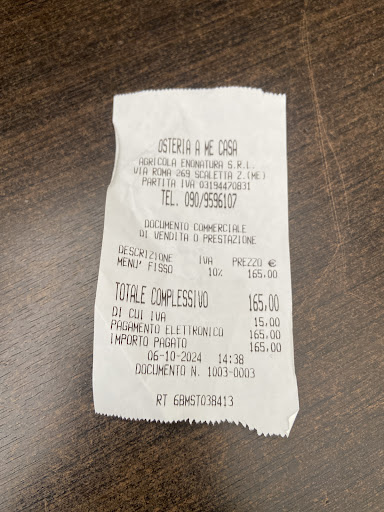 OSTERIA A ME CASA
AGRICOLA ENONATURA S.R.L.
VIA ROMA 269 SCALETTA Z.(ME)
PARTITA IVA 03194470831
TEL. 090/9596107
DOCUMENTO COMMERCIALE
DI VENDITA O PRESTAZIONE
DESCRIZIONE IVA PREZZO €
MENU' FISSO 10% 165.00
TOTALE COMPLESSIVO 165,00
DI CUI IVA 15,00
PAGAMENTO ELETTRONICO 165,00
IMPORTO PAGATO 165,00
06-10-2024 14:38
DOCUMENTO N. 1003-0003
RT 6BMST038413